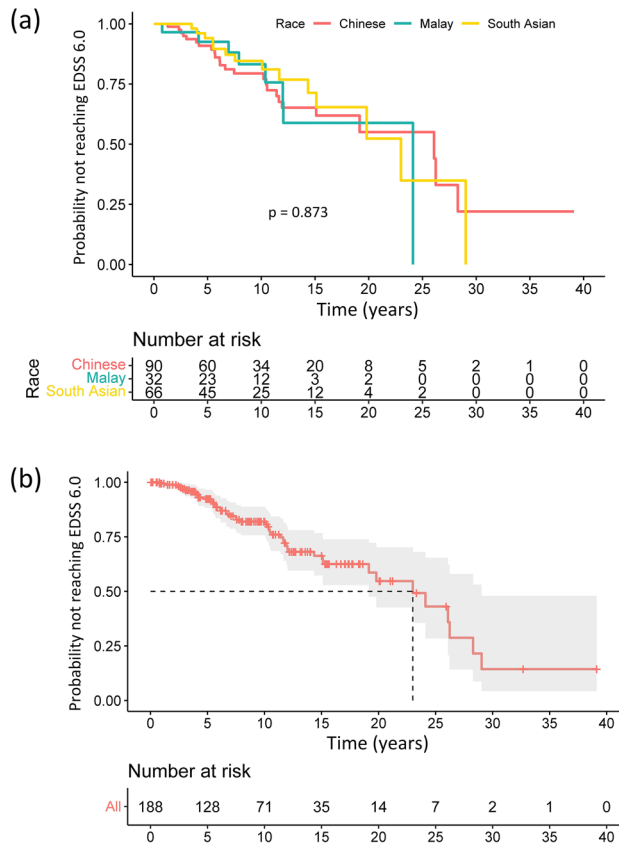 (a)
Race Chinese Malay South Asian
Probability not reaching EDSS 6.0
1.00
0.75
0.50
0.25
0.00
p = 0.873
0 5 10 15 20 25 30 35 40
Time (years)
Number at risk
Race
Chinese 90 60 34 20 8 5 2 1 0
Malay 32 23 12 3 2 0 0 0 0
South Asian 66 45 25 12 4 2 0 0 0
0 5 10 15 20 25 30 35 40
(b)
Probability not reaching EDSS 6.0
1.00
0.75
0.50
0.25
0.00
0 5 10 15 20 25 30 35 40
Time (years)
Number at risk
All 188 128 71 35 14 7 2 1 0
0 5 10 15 20 25 30 35 40